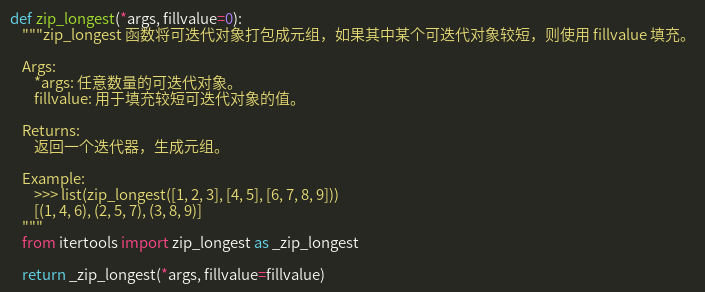 def zip_longest(*args, fillvalue=0):
"""zip_longest 函数将可迭代对象打包成元组，如果其中某个可迭代对象较短，则使用 fillvalue 填充。
Args:
*args: 任意数量的可迭代对象。
fillvalue: 用于填充较短可迭代对象的值。
Returns:
返回一个迭代器，生成元组。
Example:
>>> list(zip_longest([1, 2, 3], [4, 5], [6, 7, 8, 9]))
[(1, 4, 6), (2, 5, 7), (3, 8, 9)]
"""
from itertools import zip_longest as _zip_longest
return _zip_longest(*args, fillvalue=fillvalue)